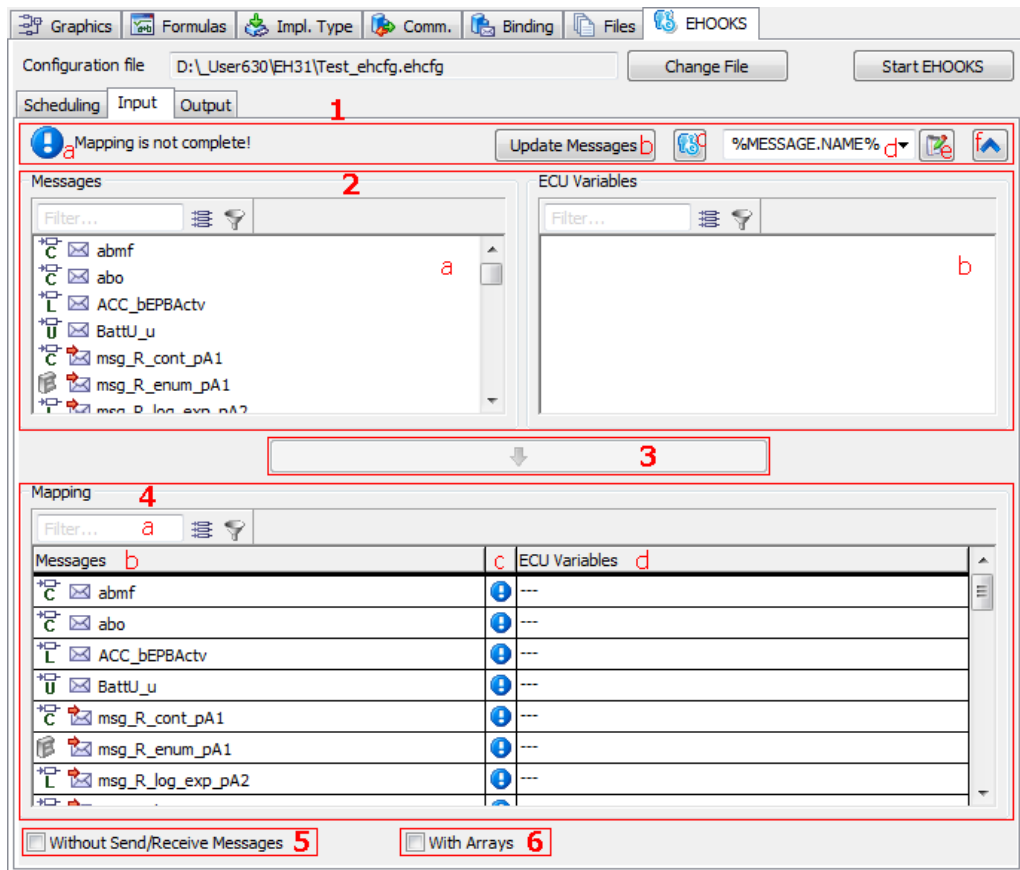 Graphics Formulas Impl. Type Comm. Binding Files EHOOKS
Configuration file D:\_User630\EH31\Test_ehcfg.ehcfg Change File Start EHOOKS
Scheduling Input Output
1
a Mapping is not complete! Update Messages b c %MESSAGE.NAME% d e f
Messages 2 ECU Variables
Filter... Filter...
C abmf
a b
C abo
L ACC_bEPBActv
U BattU_u
C msg_R_cont_pA1
msg_R_enum_pA1
L msg_R_log_exp_pA2
3
Mapping 4
Filter... a
Messages b c ECU Variables d
C abmf ---
C abo ---
L ACC_bEPBActv ---
U BattU_u ---
C msg_R_cont_pA1 ---
msg_R_enum_pA1 ---
L msg_R_log_exp_pA2 ---
Without Send/Receive Messages 5 With Arrays 6